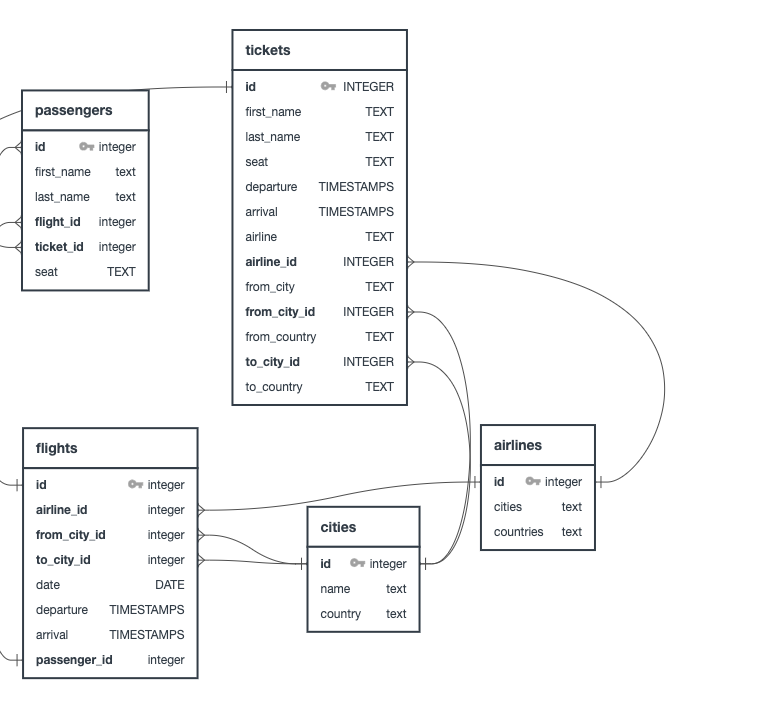 tickets
id INTEGER
first_name TEXT
last_name TEXT
seat TEXT
departure TIMESTAMPS
arrival TIMESTAMPS
airline TEXT
airline_id INTEGER
from_city TEXT
from_city_id INTEGER
from_country TEXT
to_city_id INTEGER
to_country TEXT
passengers
id integer
first_name text
last_name text
flight_id integer
ticket_id integer
seat TEXT
flights
id integer
airline_id integer
from_city_id integer
to_city_id integer
date DATE
departure TIMESTAMPS
arrival TIMESTAMPS
passenger_id integer
cities
id integer
name text
country text
airlines
id integer
cities text
countries text